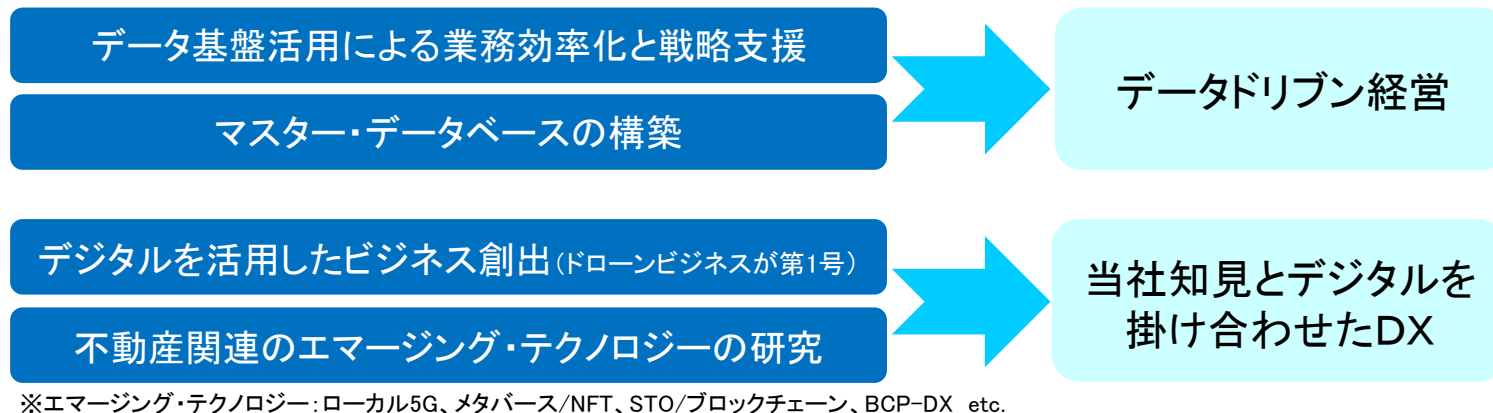 データ基盤活用による業務効率化と戦略支援
マスター・データベースの構築
データドリブン経営
デジタルを活用したビジネス創出(ドローンビジネスが第1号)
不動産関連のエマージング・テクノロジーの研究
当社知見とデジタルを
掛け合わせたDX
※エマージング・テクノロジー：ローカル5G、メタバース/NFT、STO/ブロックチェーン、BCP-DX etc.